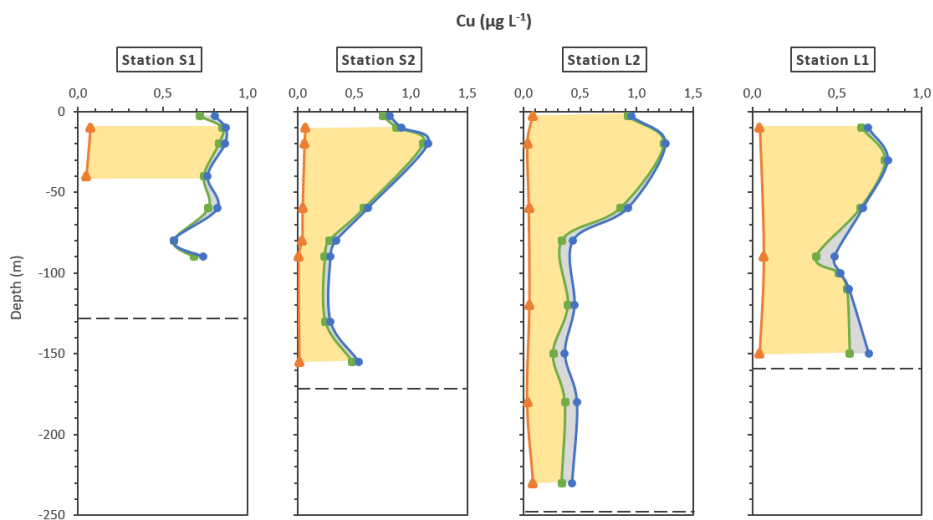 Cu (µg L⁻¹)
Station S1
Station S2
Station L2
Station L1
0,0 0,5 1,0
0,0 0,5 1,0 1,5
0,0 0,5 1,0 1,5
0,0 0,5 1,0
Depth (m)
0
-50
-100
-150
-200
-250